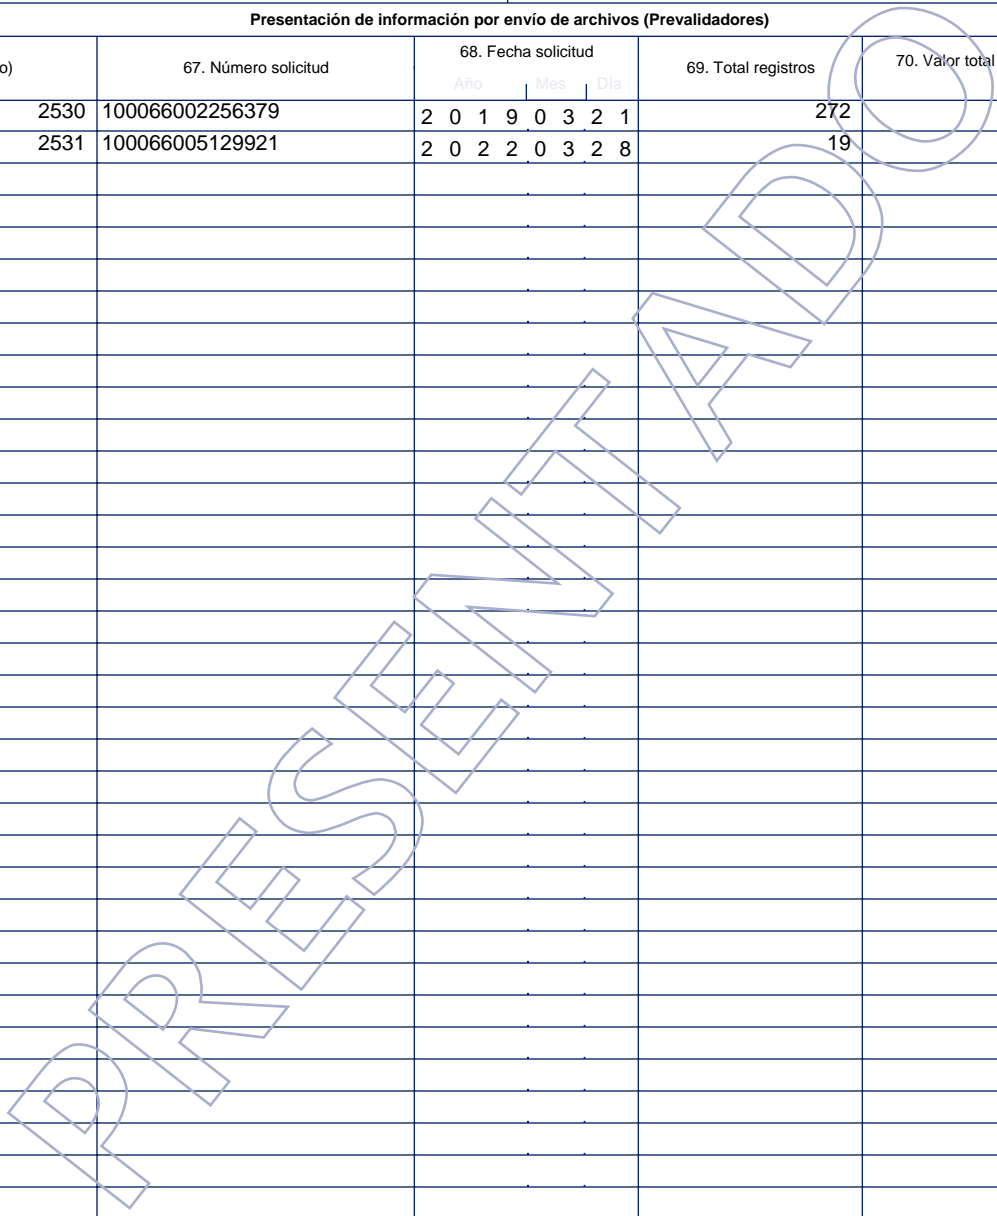 Presentación de información por envío de archivos (Prevalidadores)
o) 67. Número solicitud 68. Fecha solicitud 69. Total registros 70. Valor total
Año Mes Día
2530 100066002256379 2 0 1 9 0 3 2 1 272
2531 100066005129921 2 0 2 2 0 3 2 8 19
PRESENTADO